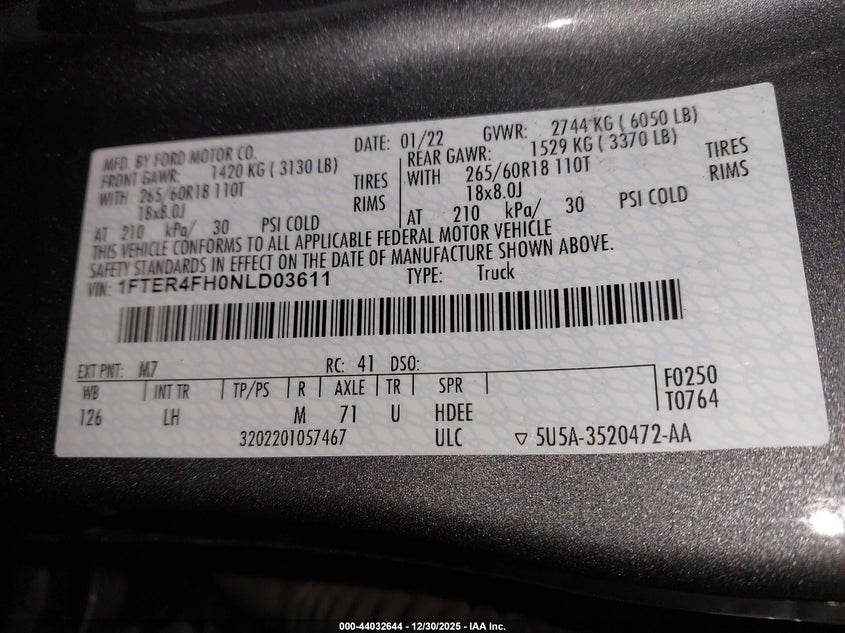 MFD. BY FORD MOTOR CO. DATE: 01/22 GVWR: 2744 KG ( 6050 LB)
FRONT GAWR: 1420 KG ( 3130 LB) REAR GAWR: 1529 KG ( 3370 LB)
WITH 265/60R18 110T TIRES WITH 265/60R18 110T TIRES
18x8.0J RIMS 18x8.0J RIMS
AT 210 kPa/ 30 PSI COLD AT 210 kPa/ 30 PSI COLD
THIS VEHICLE CONFORMS TO ALL APPLICABLE FEDERAL MOTOR VEHICLE
SAFETY STANDARDS IN EFFECT ON THE DATE OF MANUFACTURE SHOWN ABOVE.
VIN: 1FTER4FH0NLD03611 TYPE: Truck
EXT PNT: M7 RC: 41 DSO:
WB INT TR TP/PS R AXLE TR SPR F0250
126 LH M 71 U HDEE T0764
3202201057467 ULC ▽ 5U5A-3520472-AA
000-44032644 - 12/30/2025 - IAA Inc.